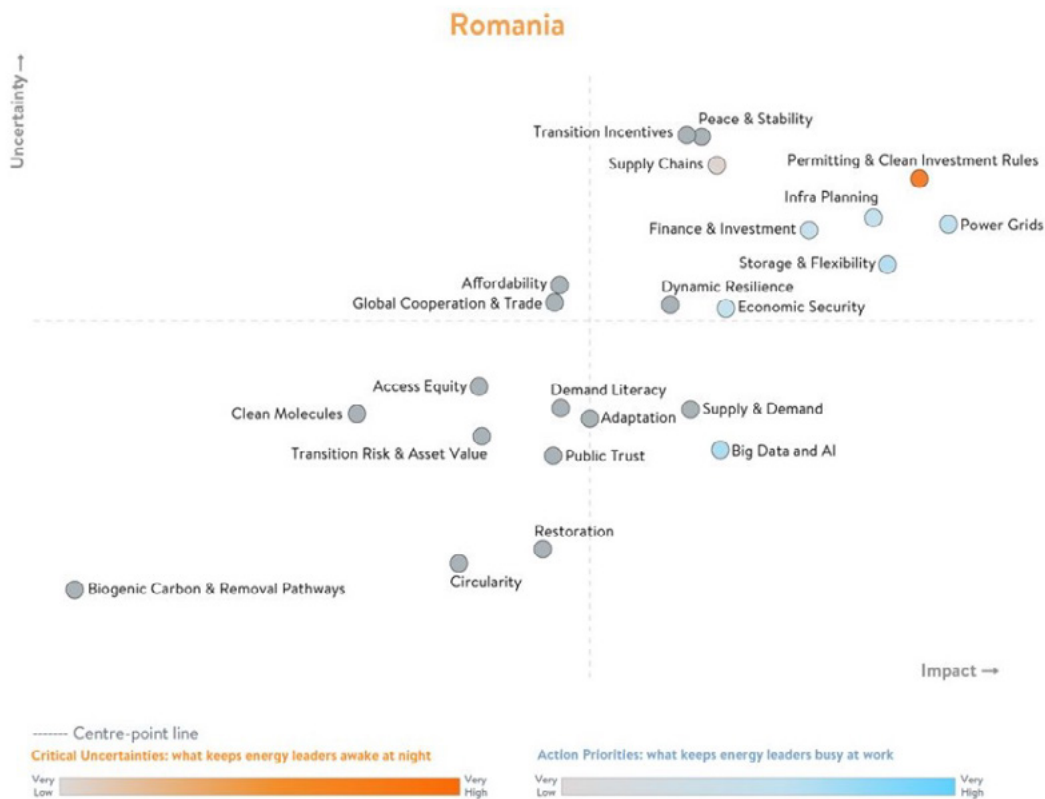 Romania
Uncertainty →
Peace & Stability
Transition Incentives
Supply Chains
Permitting & Clean Investment Rules
Infra Planning
Finance & Investment
Power Grids
Storage & Flexibility
Affordability
Dynamic Resilience
Global Cooperation & Trade
Economic Security
Access Equity
Demand Literacy
Clean Molecules
Adaptation
Supply & Demand
Transition Risk & Asset Value
Public Trust
Big Data and AI
Restoration
Circularity
Biogenic Carbon & Removal Pathways
Impact →
------- Centre-point line
Critical Uncertainties: what keeps energy leaders awake at night
Very Low
Very High
Action Priorities: what keeps energy leaders busy at work
Very Low
Very High